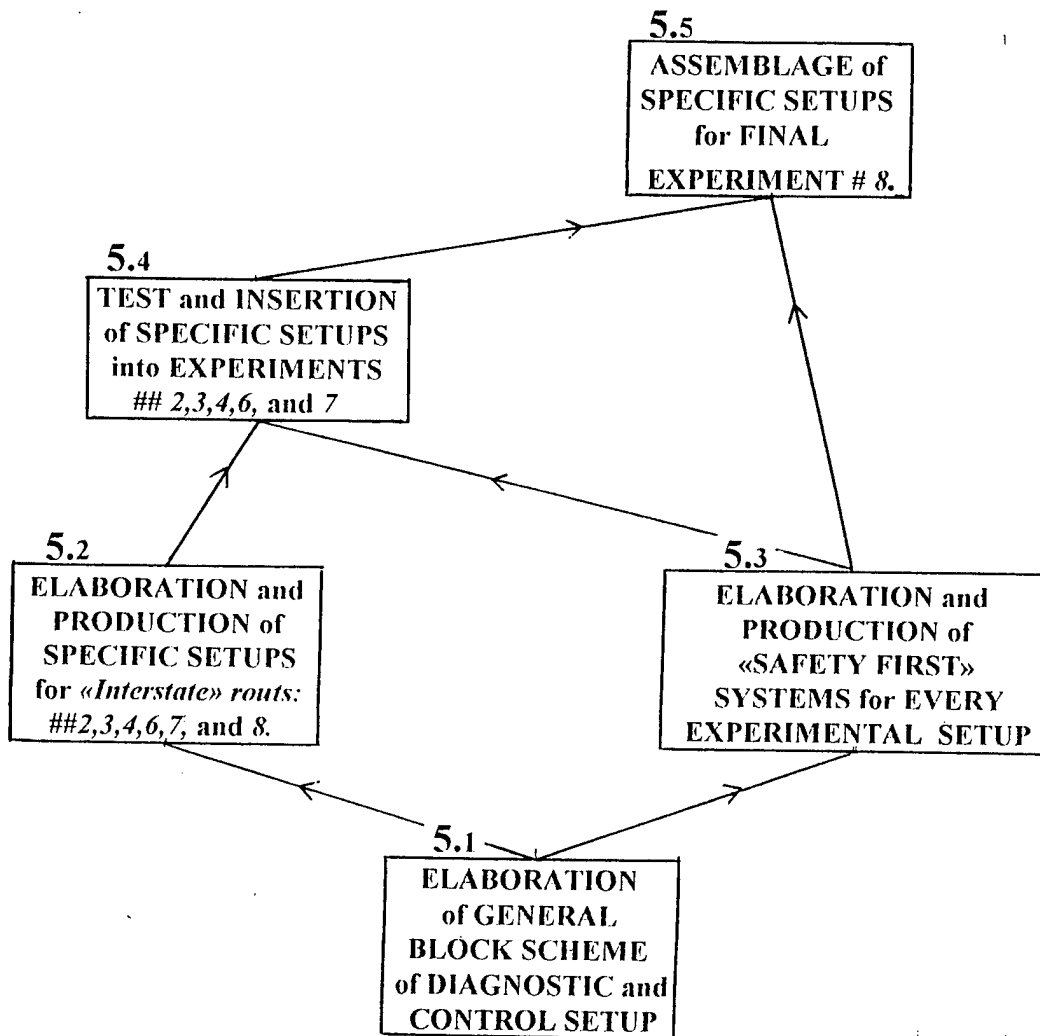 5.5
ASSEMBLAGE of
SPECIFIC SETUPS
for FINAL
EXPERIMENT # 8.
5.4
TEST and INSERTION
of SPECIFIC SETUPS
into EXPERIMENTS
## 2,3,4,6, and 7
5.2
ELABORATION and
PRODUCTION of
SPECIFIC SETUPS
for «Interstate» routs:
##2,3,4,6,7, and 8.
5.3
ELABORATION and
PRODUCTION of
«SAFETY FIRST»
SYSTEMS for EVERY
EXPERIMENTAL SETUP
5.1
ELABORATION
of GENERAL
BLOCK SCHEME
of DIAGNOSTIC and
CONTROL SETUP